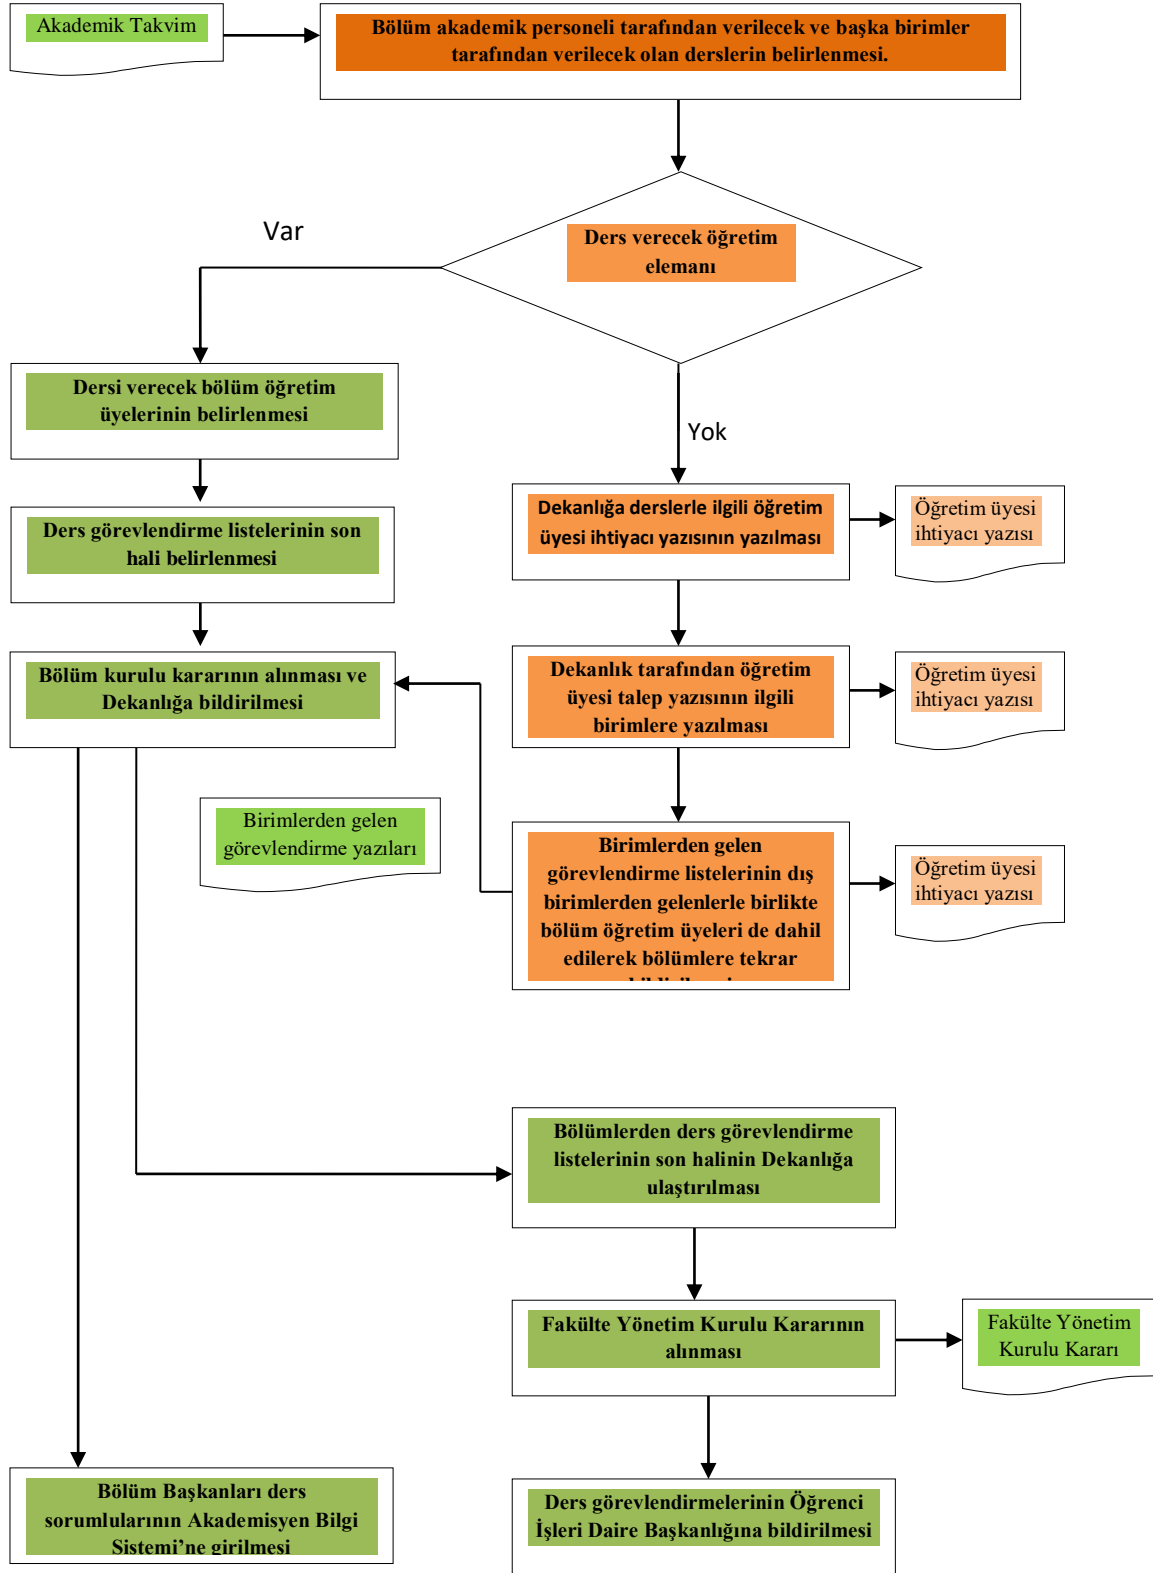 Akademik Takvim
Bölüm akademik personeli tarafından verilecek ve başka birimler
tarafından verilecek olan derslerin belirlenmesi.
Ders verecek öğretim
elemanı
Var
Yok
Dersi verecek bölüm öğretim
üyelerinin belirlenmesi
Ders görevlendirme listelerinin son
hali belirlenmesi
Bölüm kurulu kararının alınması ve
Dekanlığa bildirilmesi
Dekanlığa derslerle ilgili öğretim
üyesi ihtiyacı yazısının yazılması
Öğretim üyesi
ihtiyacı yazısı
Dekanlık tarafından öğretim
üyesi talep yazısının ilgili
birimlere yazılması
Öğretim üyesi
ihtiyacı yazısı
Birimlerden gelen
görevlendirme yazıları
Birimlerden gelen
görevlendirme listelerinin dış
birimlerden gelenlerle birlikte
bölüm öğretim üyeleri de dahil
edilerek bölümlere tekrar
Öğretim üyesi
ihtiyacı yazısı
Bölümlerden ders görevlendirme
listelerinin son halinin Dekanlığa
ulaştırılması
Fakülte Yönetim Kurulu Kararının
alınması
Fakülte Yönetim
Kurulu Kararı
Bölüm Başkanları ders
sorumlularının Akademisyen Bilgi
Sistemi’ne girilmesi
Ders görevlendirmelerinin Öğrenci
İşleri Daire Başkanlığına bildirilmesi